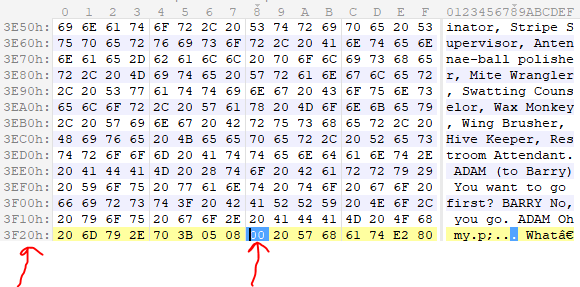 0 1 2 3 4 5 6 7 8 9 A B C D E F 0123456789ABCDEF
3E50h: 69 6E 61 74 6F 72 2C 20 53 74 72 69 70 65 20 53 inator, Stripe S
3E60h: 75 70 65 72 76 69 73 6F 72 2C 20 41 6E 74 65 6E upervisor, Anten
3E70h: 6E 61 65 2D 62 61 6C 6C 20 70 6F 6C 69 73 68 65 nae-ball polishe
3E80h: 72 2C 20 4D 69 74 65 20 57 72 61 6E 67 6C 65 72 r, Mite Wrangler
3E90h: 2C 20 53 77 61 74 74 69 6E 67 20 43 6F 75 6E 73 , Swatting Couns
3EA0h: 65 6C 6F 72 2C 20 57 61 78 20 4D 6F 6E 6B 65 79 elor, Wax Monkey
3EB0h: 2C 20 57 69 6E 67 20 42 72 75 73 68 65 72 2C 20 , Wing Brusher,
3EC0h: 48 69 76 65 20 4B 65 65 70 65 72 2C 20 52 65 73 Hive Keeper, Res
3ED0h: 74 72 6F 6F 6D 20 41 74 74 65 6E 64 61 6E 74 2E troom Attendant.
3EE0h: 20 41 44 41 4D 20 28 74 6F 20 42 61 72 72 79 29 ADAM (to Barry)
3EF0h: 20 59 6F 75 20 77 61 6E 74 20 74 6F 20 67 6F 20 You want to go
3F00h: 66 69 72 73 74 3F 20 42 41 52 52 59 20 4E 6F 2C first? BARRY No,
3F10h: 20 79 6F 75 20 67 6F 2E 20 41 44 41 4D 20 4F 68 you go. ADAM Oh
3F20h: 20 6D 79 2E 70 3B 05 08 00 20 57 68 61 74 E2 80 my.p;... Whatâ€